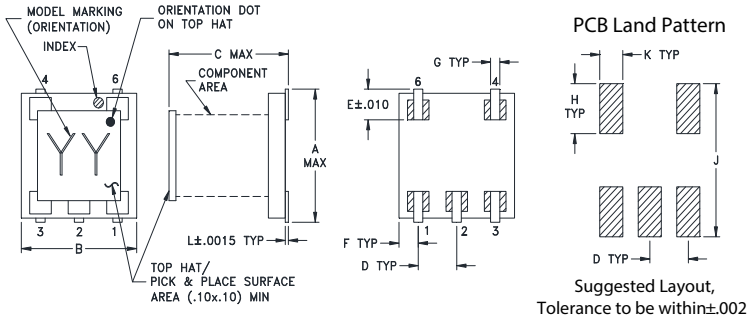 MODEL MARKING
(ORIENTATION)
INDEX
ORIENTATION DOT
ON TOP HAT
4
6
YY
3
2
1
B
C MAX
COMPONENT
AREA
A
MAX
L±.0015 TYP
TOP HAT/
PICK & PLACE SURFACE
AREA (.10x.10) MIN
G TYP
6
4
E±.010
1
2
3
F TYP
D TYP
PCB Land Pattern
K TYP
H
TYP
J
D TYP
Suggested Layout,
Tolerance to be within±.002